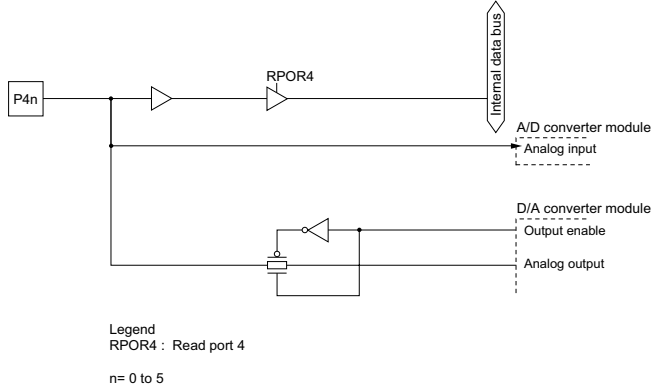 RPOR4
P4n
Internal data bus
A/D converter module
Analog input
D/A converter module
Output enable
Analog output
Legend
RPOR4 : Read port 4
n= 0 to 5